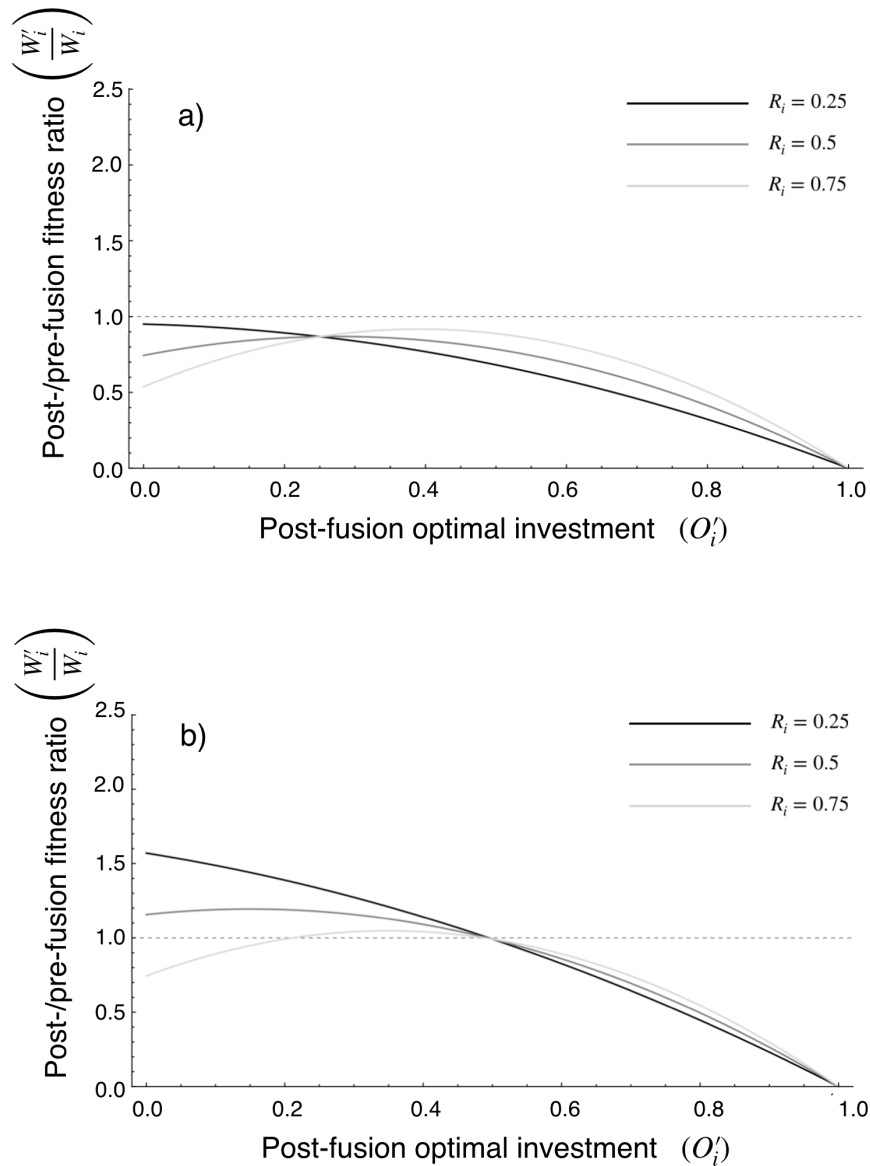 (W′i / Wi)
Post-/pre-fusion fitness ratio
a)
2.5
2.0
1.5
1.0
0.5
0.0
Ri = 0.25
Ri = 0.5
Ri = 0.75
0.0 0.2 0.4 0.6 0.8 1.0
Post-fusion optimal investment (O′i)
(W′i / Wi)
Post-/pre-fusion fitness ratio
b)
2.5
2.0
1.5
1.0
0.5
0.0
Ri = 0.25
Ri = 0.5
Ri = 0.75
0.0 0.2 0.4 0.6 0.8 1.0
Post-fusion optimal investment (O′i)